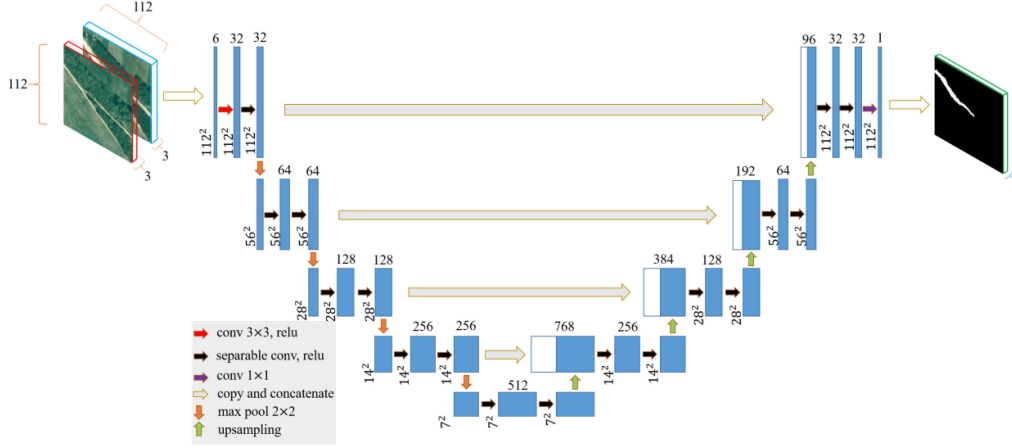 112
112
3
3
6 32 32
112² 112² 112²
96 32 32 1
112² 112² 112²
64 64
56² 56² 56²
192 64
56² 56²
128 128
28² 28² 28²
384 128
28² 28²
256 256
14² 14² 14²
768 256
14² 14²
512
7² 7² 7²
conv 3×3, relu
separable conv, relu
conv 1×1
copy and concatenate
max pool 2×2
upsampling